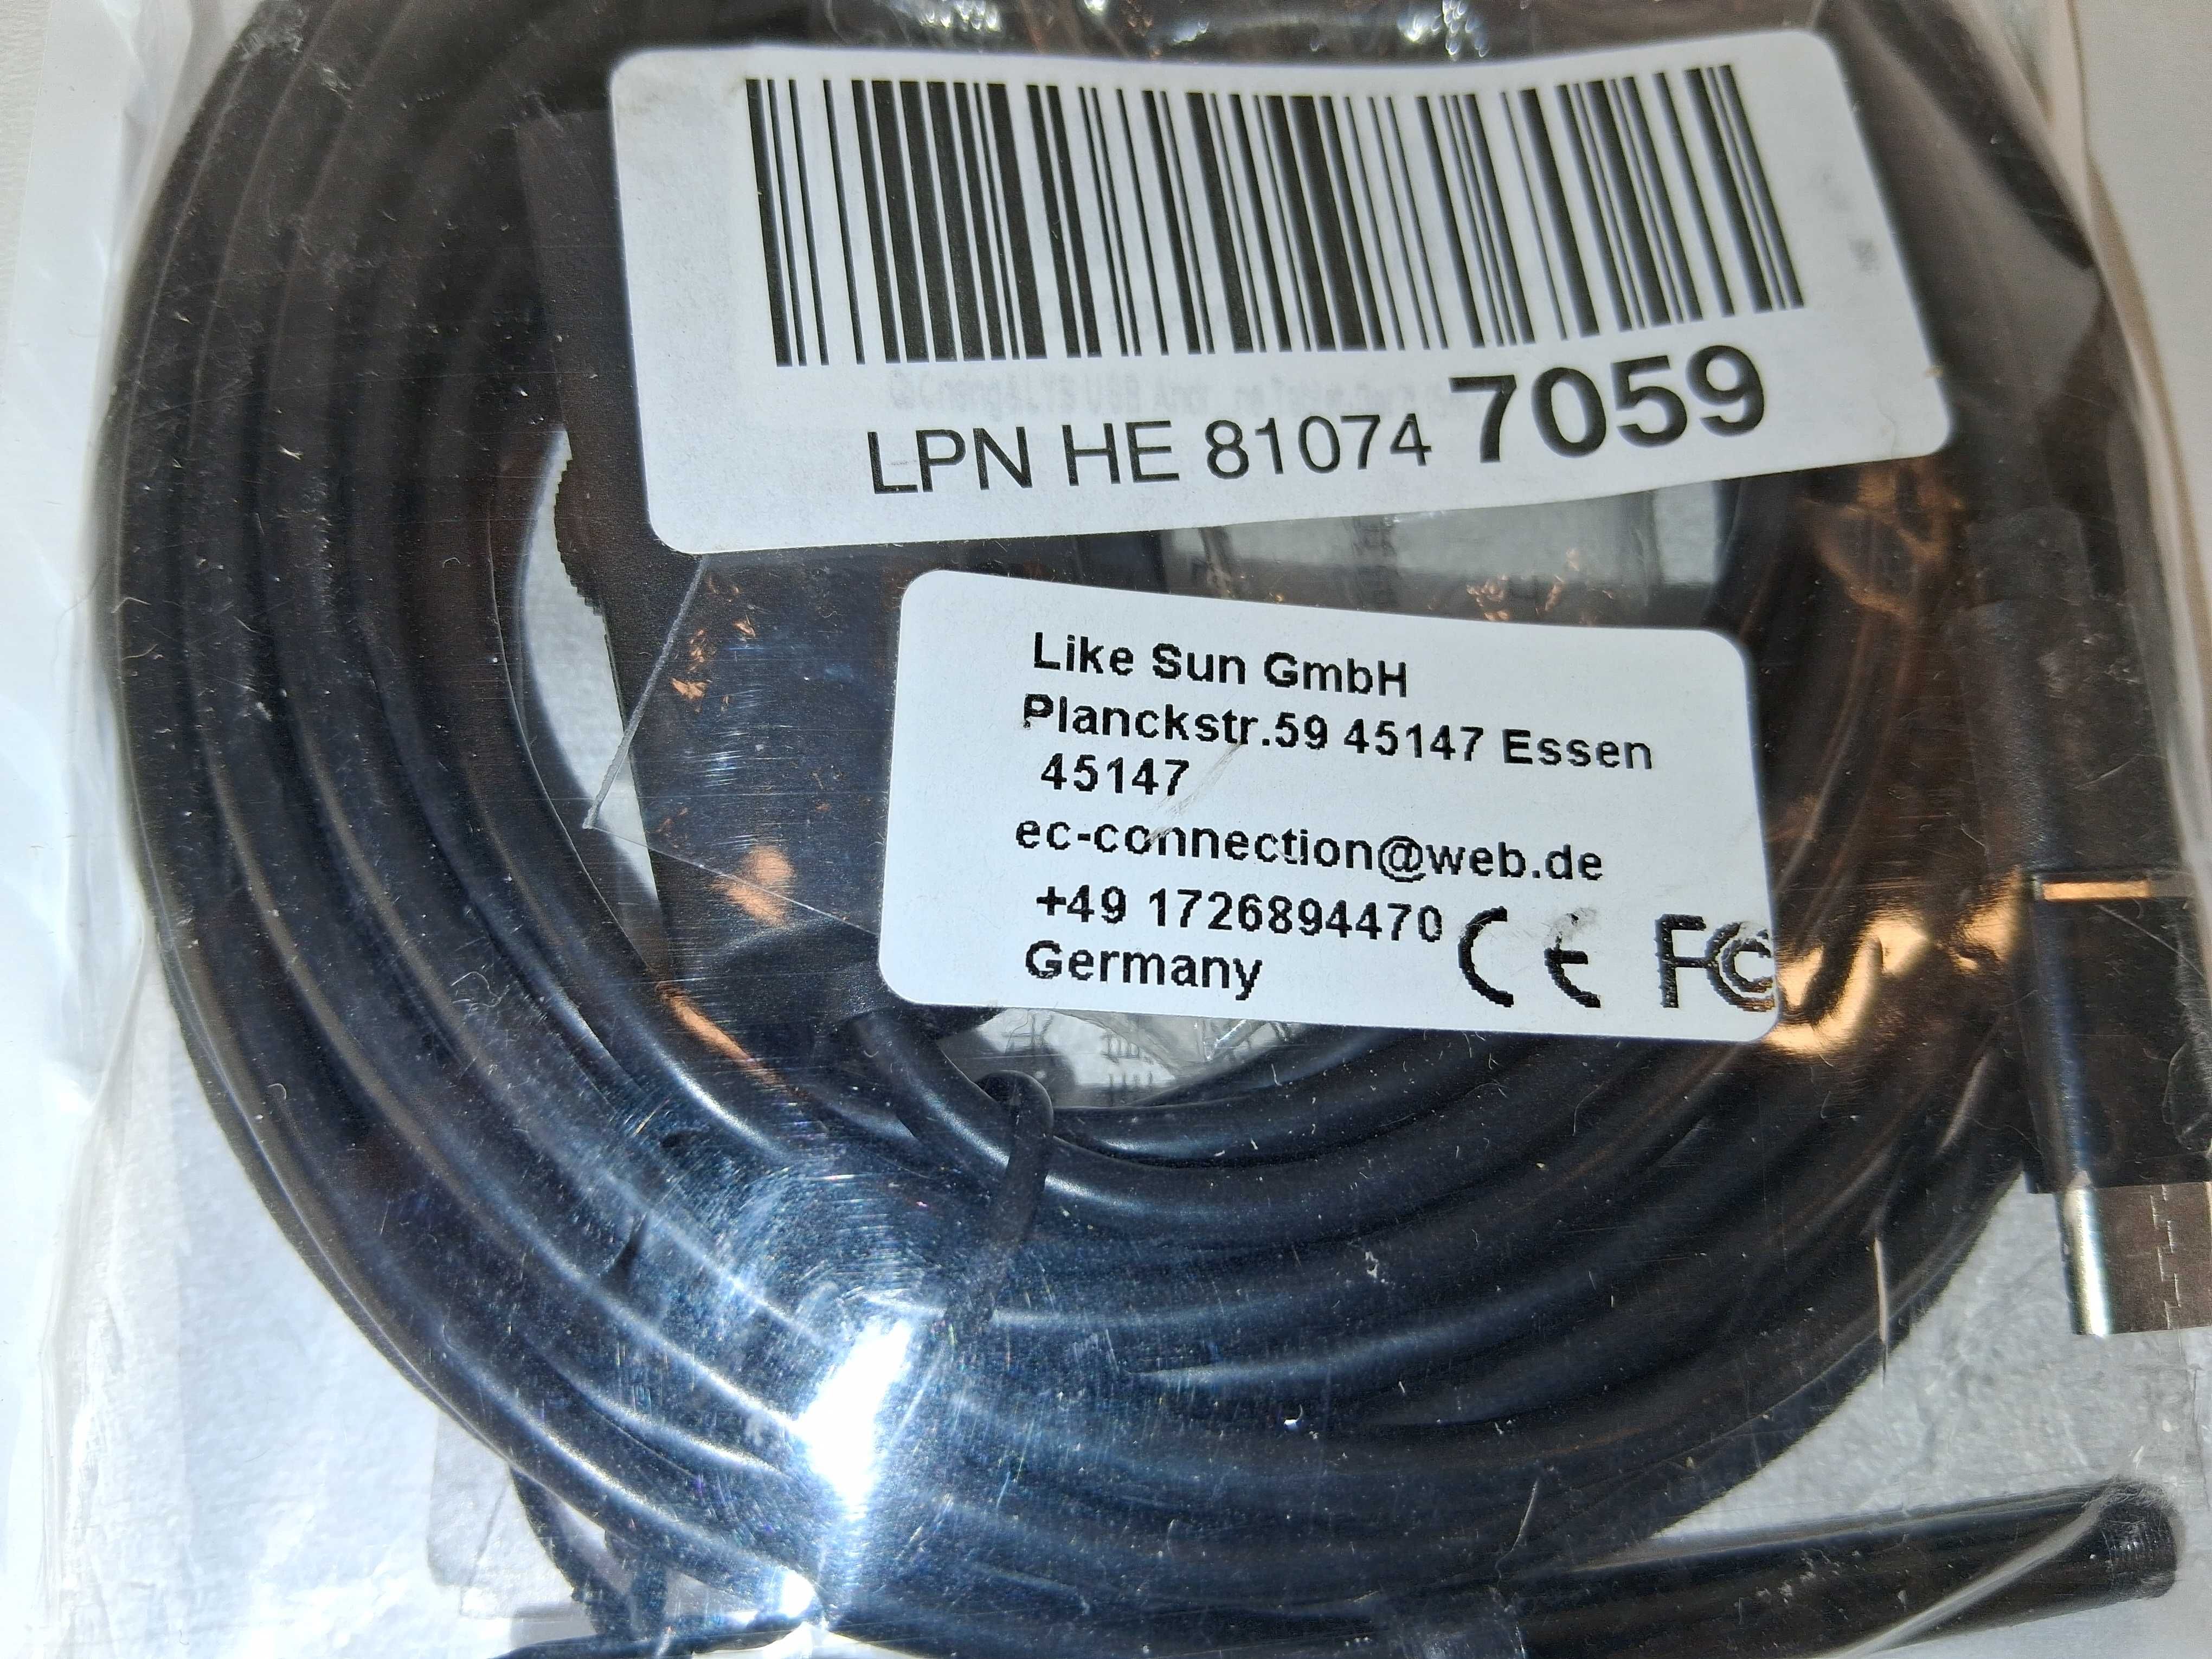 LPN HE 81074 7059
Like Sun GmbH
Planckstr.59 45147 Essen
45147
ec-connection@web.de
+49 1726894470
Germany
CE FC